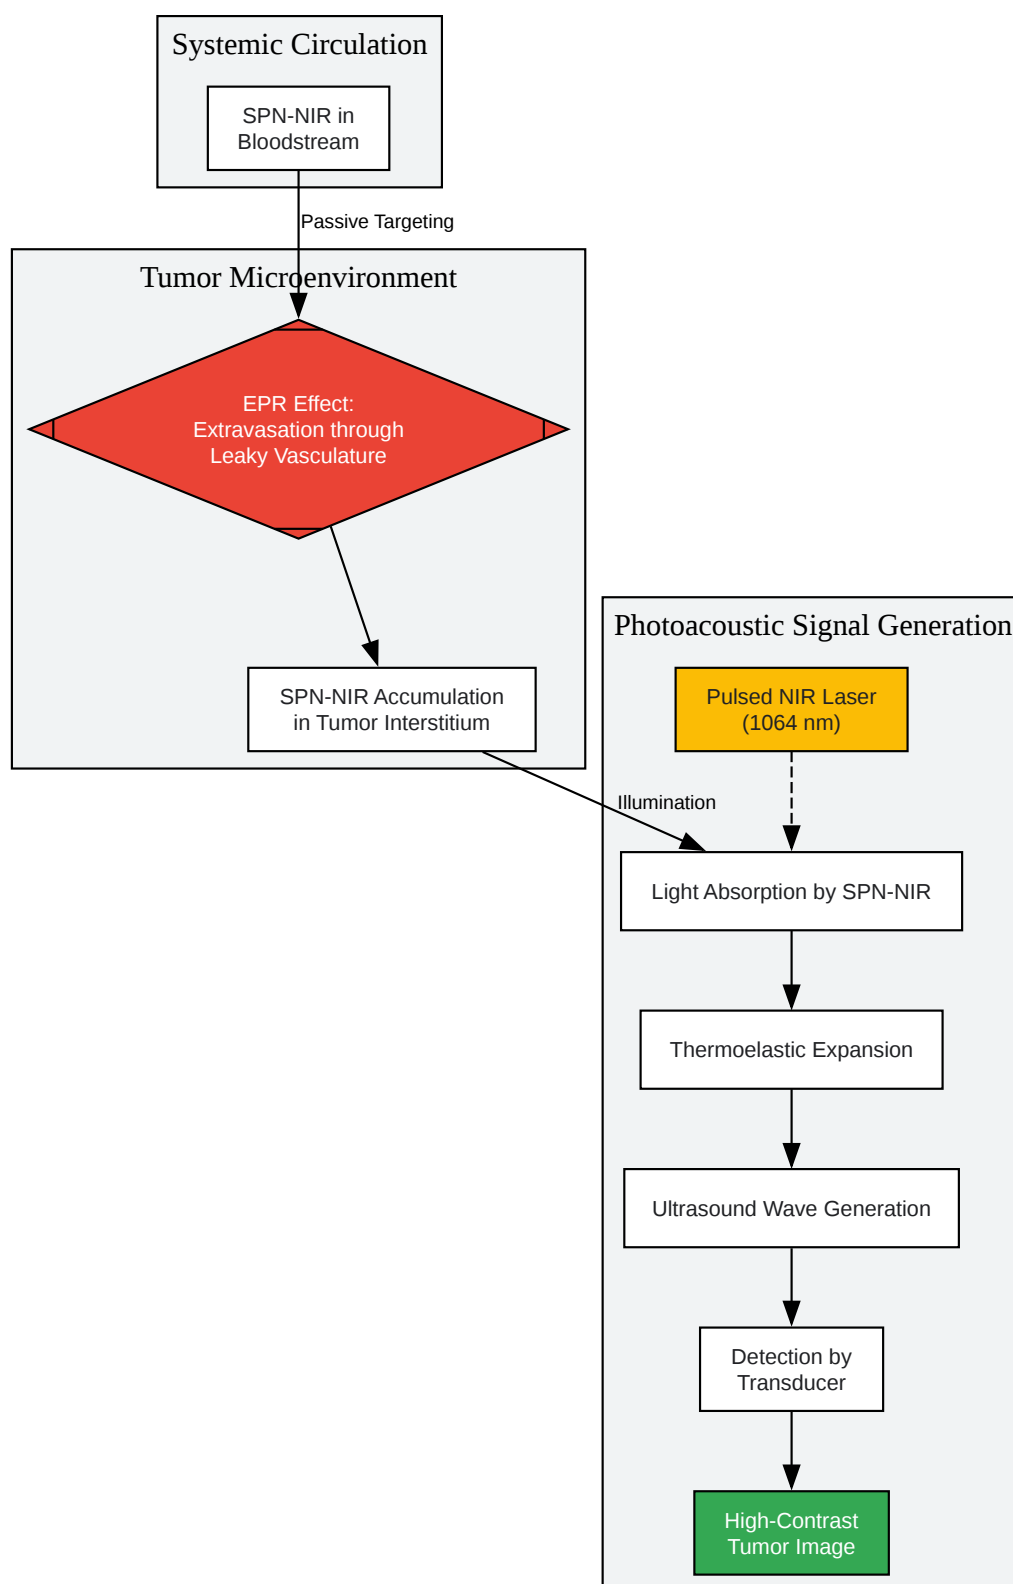 Systemic Circulation
SPN-NIR in
Bloodstream
Passive Targeting
Tumor Microenvironment
EPR Effect:
Extravasation through
Leaky Vasculature
SPN-NIR Accumulation
in Tumor Interstitium
Photoacoustic Signal Generation
Pulsed NIR Laser
(1064 nm)
Illumination
Light Absorption by SPN-NIR
Thermoelastic Expansion
Ultrasound Wave Generation
Detection by
Transducer
High-Contrast
Tumor Image